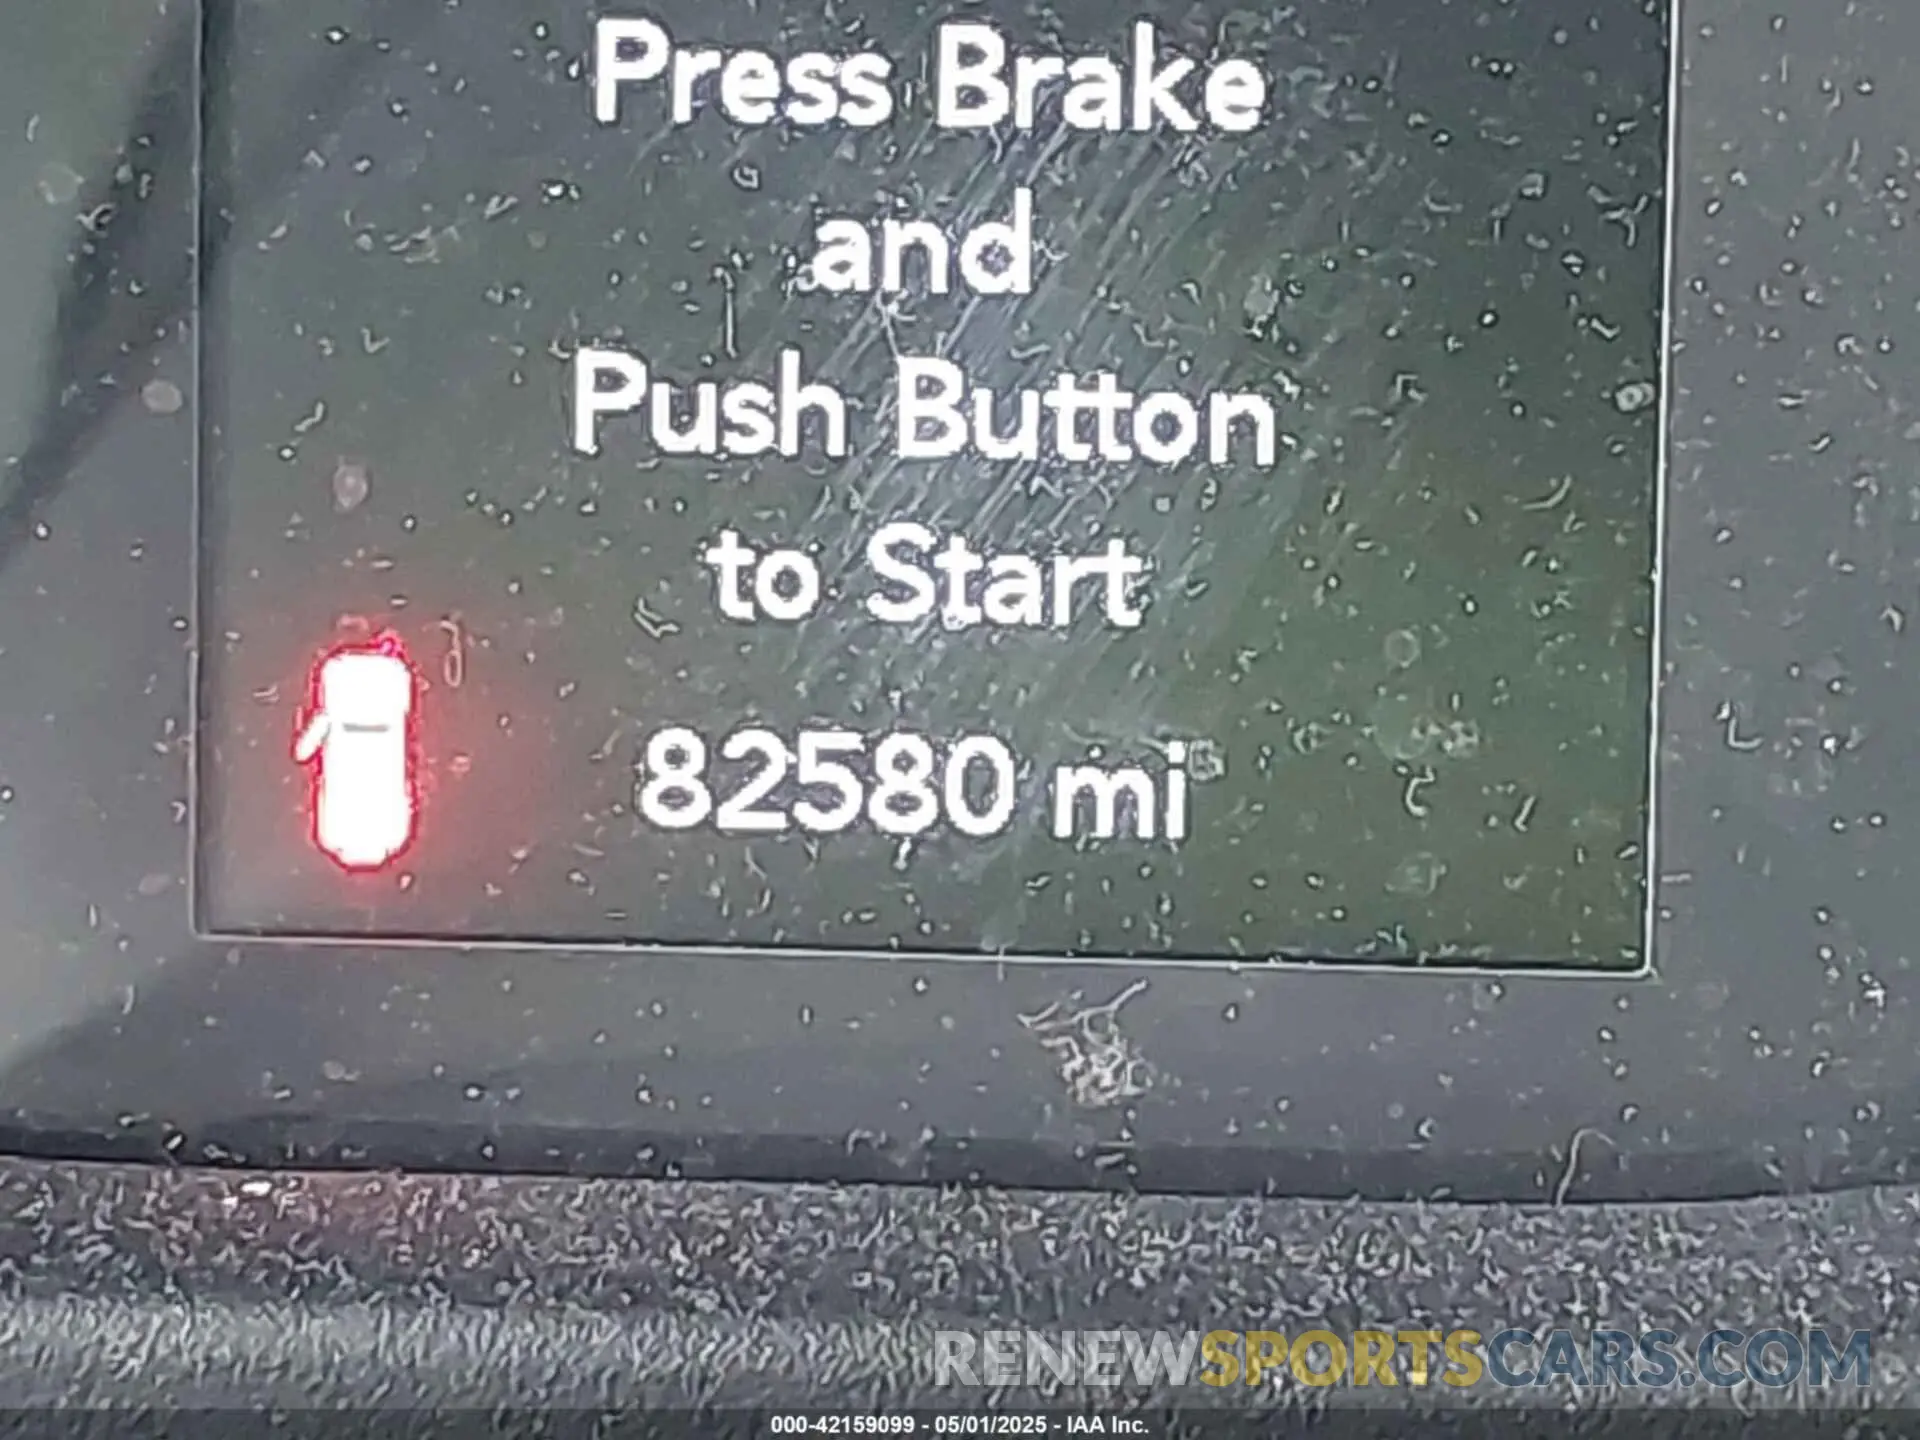 Press Brake
and
Push Button
to Start
82580 mi
RENEWSPORTSCARS.COM
000-42159099 - 05/01/2025 - IAA Inc.